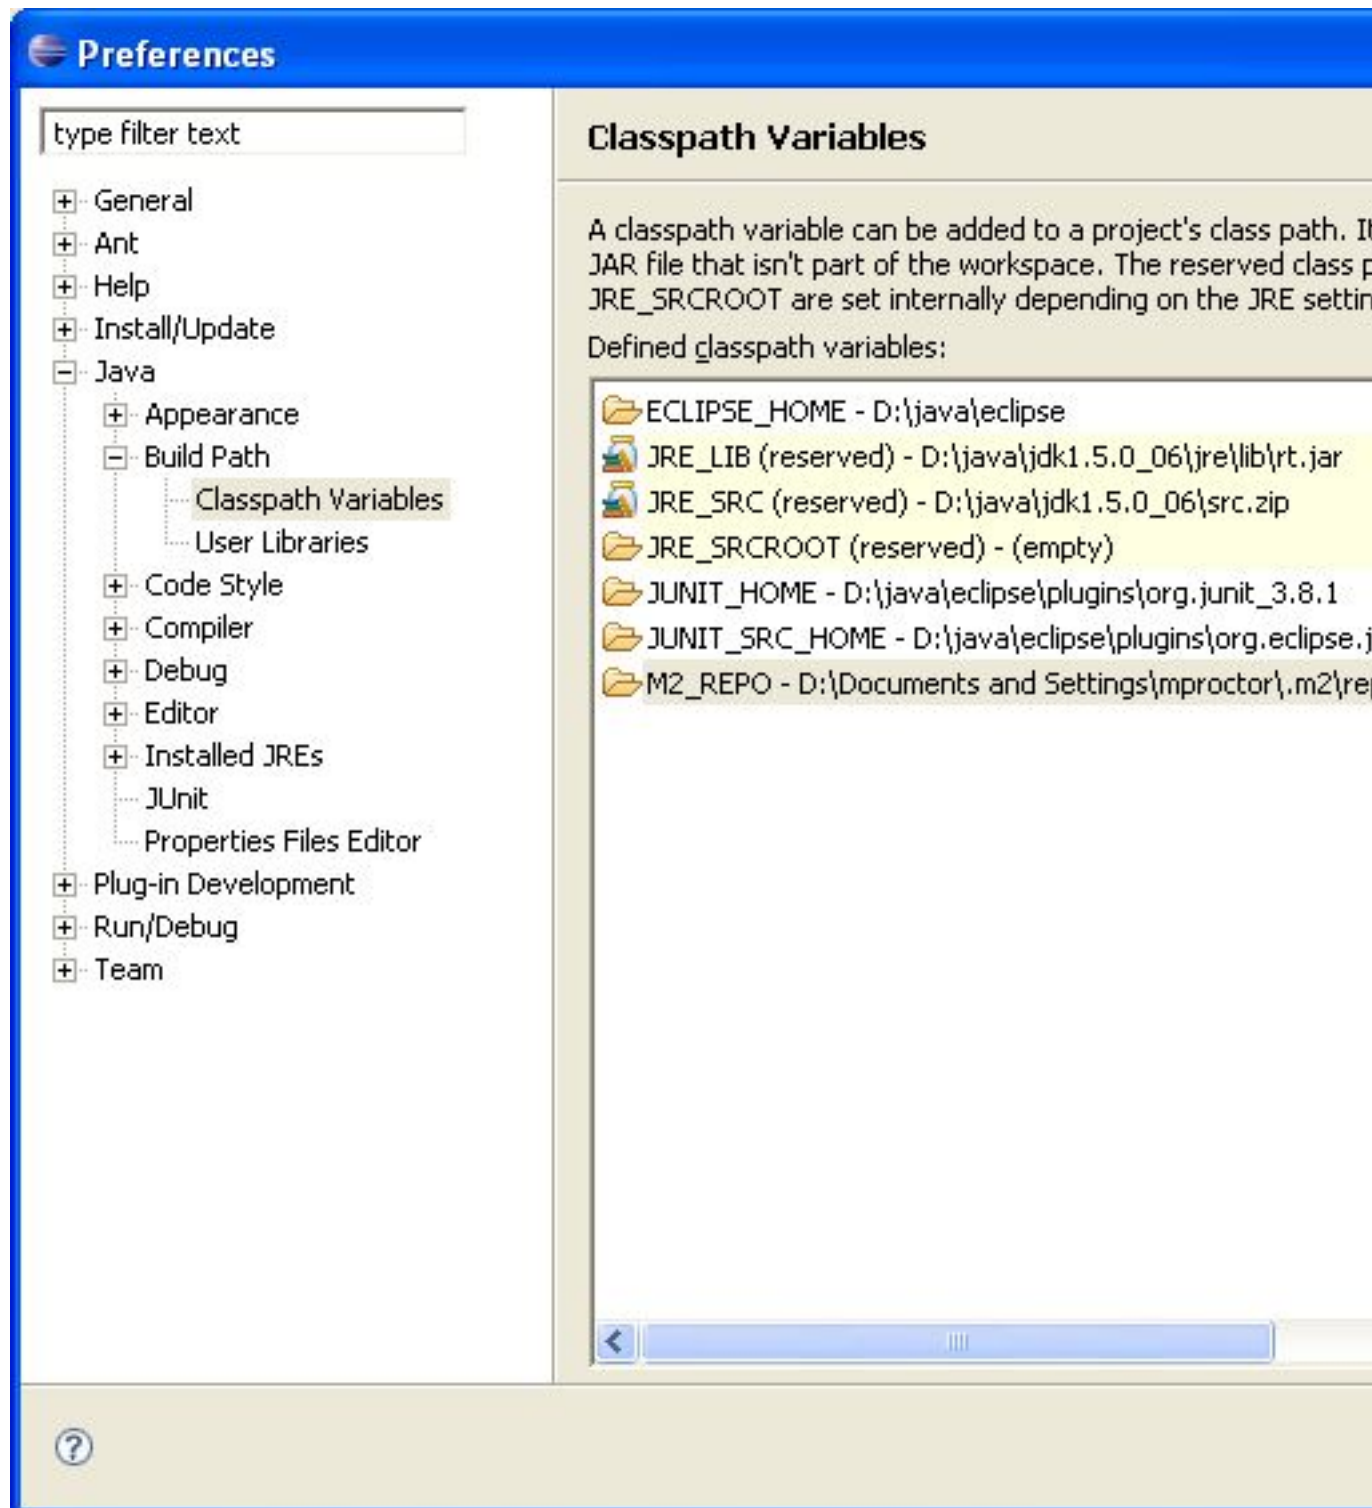 Preferences
type filter text
General
Ant
Help
Install/Update
Java
Appearance
Build Path
Classpath Variables
User Libraries
Code Style
Compiler
Debug
Editor
Installed JREs
JUnit
Properties Files Editor
Plug-in Development
Run/Debug
Team
Classpath Variables
A classpath variable can be added to a project's class path. It
JAR file that isn't part of the workspace. The reserved class
JRE_SRCROOT are set internally depending on the JRE
Defined classpath variables:
ECLIPSE_HOME - D:\java\eclipse
JRE_LIB (reserved) - D:\java\jdk1.5.0_06\jre\lib\rt.jar
JRE_SRC (reserved) - D:\java\jdk1.5.0_06\src.zip
JRE_SRCROOT (reserved) - (empty)
JUNIT_HOME - D:\java\eclipse\plugins\org.junit_3.8.1
JUNIT_SRC_HOME - D:\java\eclipse\plugins\org.eclipse.j
M2_REPO - D:\Documents and Settings\mproctor\.m2\rep